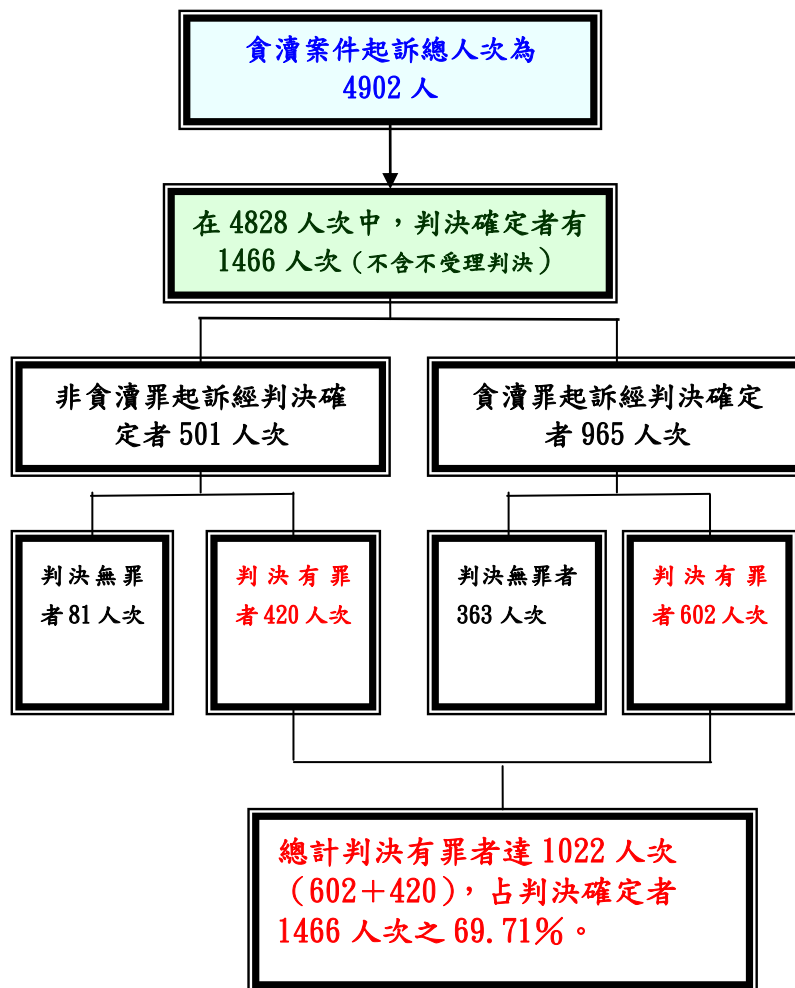 貪瀆案件起訴總人次為
4902 人
在 4828 人次中，判決確定者有
1466 人次（不含不受理判決）
非貪瀆罪起訴經判決確
定者 501 人次
貪瀆罪起訴經判決確定
者 965 人次
判決無罪
者 81 人次
判決有罪
者 420 人次
判決無罪者
363 人次
判決有罪
者 602 人次
總計判決有罪者達 1022 人次
（602＋420），占判決確定者
1466 人次之 69.71％。